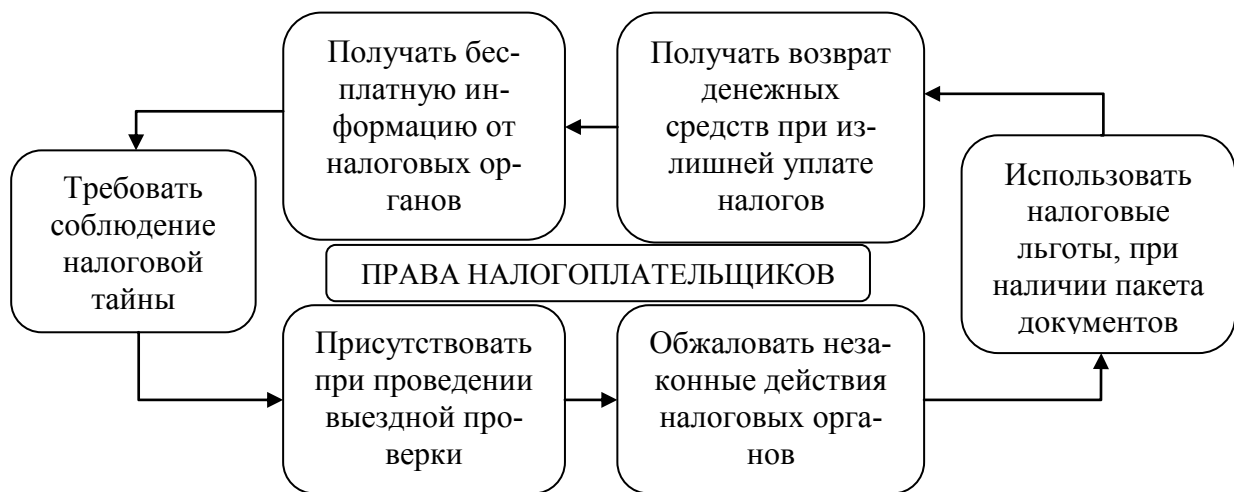 Получать бес-
платную ин-
формацию от
налоговых ор-
ганов
Получать возврат
денежных
средств при из-
лишней уплате
налогов
Требовать
соблюдение
налоговой
тайны
Использовать
налоговые
льготы, при
наличии пакета
документов
ПРАВА НАЛОГОПЛАТЕЛЬЩИКОВ
Присутствовать
при проведении
выездной про-
верки
Обжаловать неза-
конные действия
налоговых орга-
нов